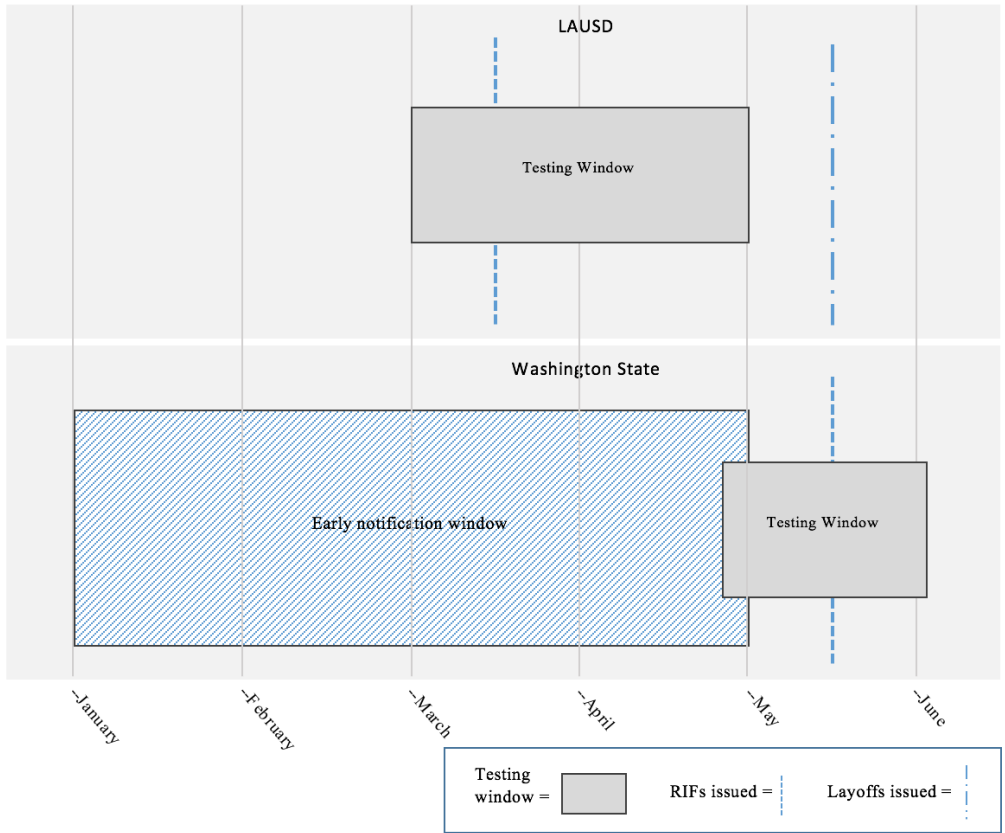 LAUSD
Testing Window
Washington State
Early notification window
Testing Window
--January
--February
--March
--April
--May
--June
Testing
window =
RIFs issued =
Layoffs issued =